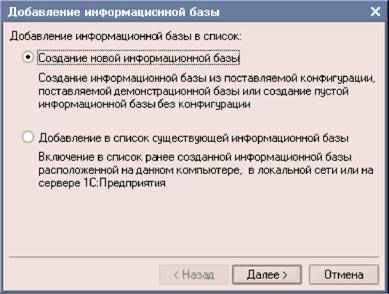 Добавление информационной базы
Добавление информационной базы в список:
Создание новой информационной базы
Создание информационной базы из поставляемой конфигурации,
поставляемой демонстрационной базы или создание пустой
информационной базы без конфигурации
Добавление в список существующей информационной базы
Включение в список ранее созданной информационной базы
расположенной на данном компьютере, в локальной сети или на
сервере 1С:Предприятия
< Назад
Далее >
Отмена